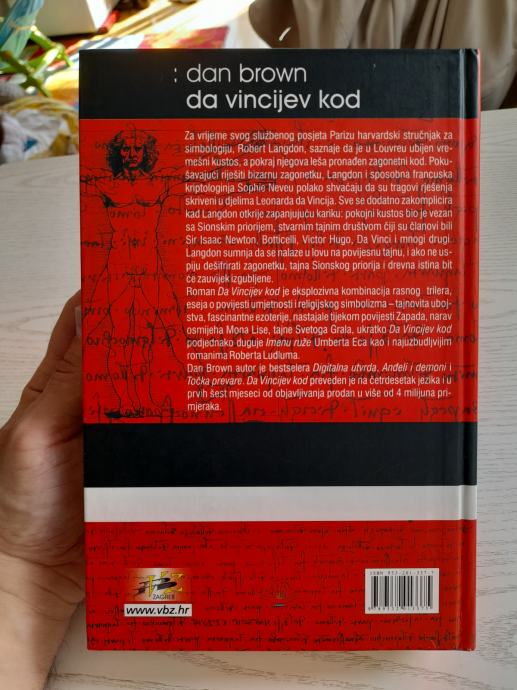 : dan brown
da vincijev kod
Za vrijeme svog službenog posjeta Parizu harvardski stručnjak za
simbologiju, Robert Langdon, saznaje da je u Louvreu ubijen vre-
mešni kustos, a pokraj njegova leša pronađen zagonetni kod. Poku-
šavajući riješiti bizarnu zagonetku, Langdon i sposobna francuska
kriptologinja Sophie Neveu polako shvaćaju da su tragovi rješenja
skriveni u djelima Leonarda da Vincija. Sve se dodatno zakomplicira
kad Langdon otkrije zapanjujuću kariku: pokojni kustos bio je vezan
sa Sionskim priorijem, stvarnim tajnim društvom čiji su članovi bili
Sir Isaac Newton, Botticelli, Victor Hugo, Da Vinci i mnogi drugi.
Langdon sumnja da se nalaze u lovu na povijesnu tajnu, i ako ne us-
piju dešifrirati zagonetku, tajna Sionskog priorija i drevna istina bit
će zauvijek izgubljene.
Roman Da Vincijev kod je eksplozivna kombinacija rasnog trilera,
eseja o povijesti umjetnosti i religijskog simbolizma – tajnovita uboj-
stva, fascinantne ezoterije, nastajale tijekom povijesti Zapada, narav
osmijeha Mona Lise, tajne Svetoga Grala, ukratko Da Vincijev kod
podjednako duguje Imenu ruže Umberta Eca kao i najuzbudljivijim
romanima Roberta Ludluma.
Dan Brown autor je bestselera Digitalna utvrda, Anđeli i demoni i
Točka prevare. Da Vincijev kod preveden je na četrdesetak jezika i u
prvih šest mjeseci od objavljivanja prodan u više od 4 milijuna pri-
mjeraka.
ZAGREB
www.vbz.hr